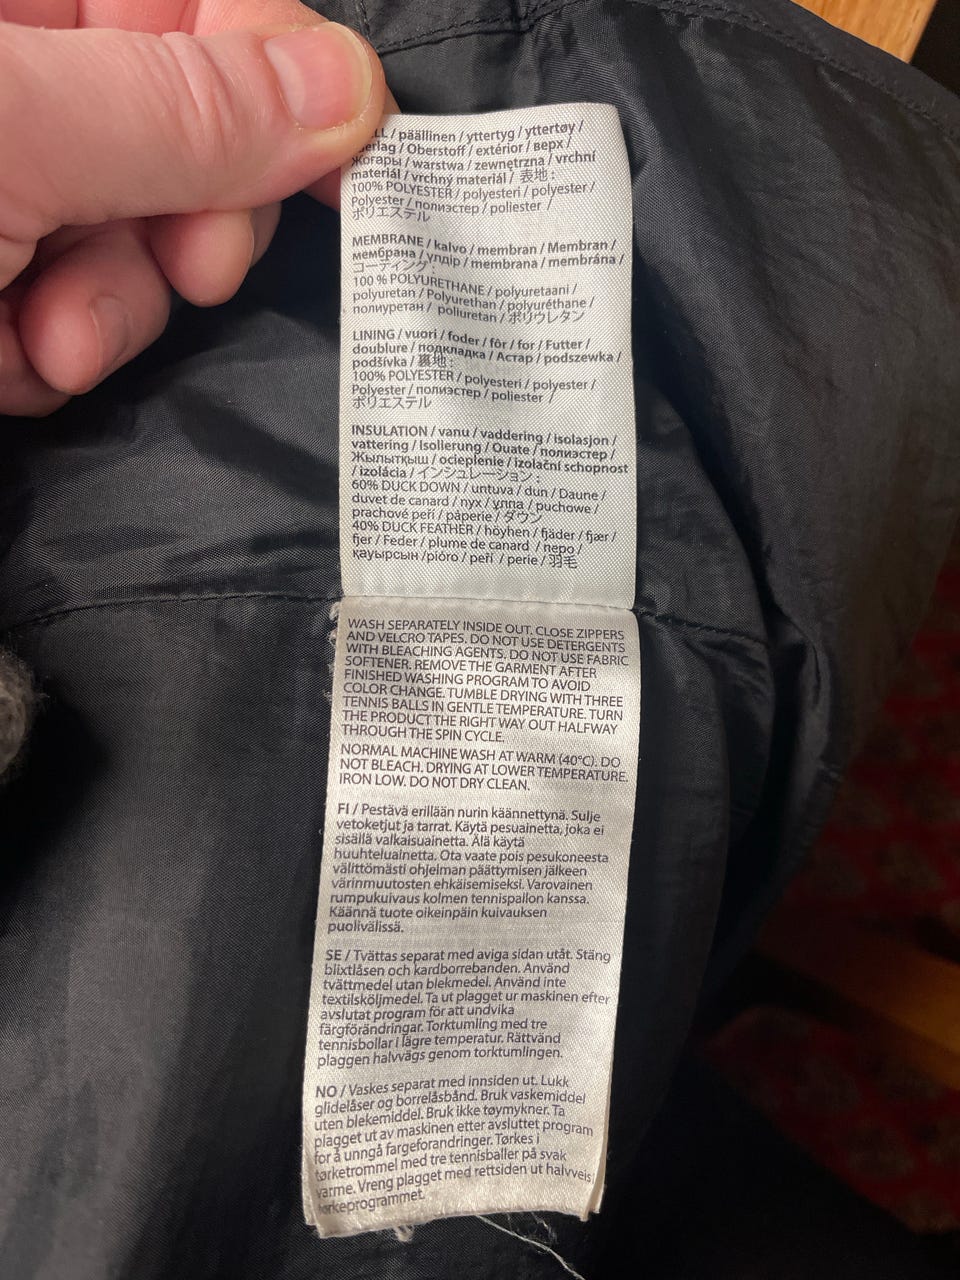 / päällinen / yttertyg / yttertøy /
/ Oberstoff / extérior / верх /
Жоғары / warstwa / zewnętrzna / vrchní
materiál / vrchný materiál / 表地 :
100% POLYESTER / polyesteri / polyester /
Polyester / полиэстер / poliester /
ポリエステル
MEMBRANE / kalvo / membran / Membran /
мембрана / үлдір / membrana / membrána /
コーティング :
100 % POLYURETHANE / polyuretaani /
polyuretan / Polyurethan / polyuréthane /
полиуретан / poliuretan / ポリウレタン
LINING / vuori / foder / fôr / for / Futter /
doublure / подкладка / Астар / podszewka /
podšívka / 裏地 :
100% POLYESTER / polyesteri / polyester /
Polyester / полиэстер / poliester /
ポリエステル
INSULATION / vanu / vaddering / isolasjon /
vattering / Isolierung / Ouate / полиэстер /
Жылытқыш / ocieplenie / izolační schopnost
/ izolácia / インシュレーション :
60% DUCK DOWN / untuva / dun / Daune /
duvet de canard / пух / ұлпа / puchowe /
prachové peří / páperie / ダウン
40% DUCK FEATHER / höyhen / fjäder / fjær /
fjer / Feder / plume de canard / перо /
қауырсын /pióro / peří / perie / 羽毛
WASH SEPARATELY INSIDE OUT. CLOSE ZIPPERS
AND VELCRO TAPES. DO NOT USE DETERGENTS
WITH BLEACHING AGENTS. DO NOT USE FABRIC
SOFTENER. REMOVE THE GARMENT AFTER
FINISHED WASHING PROGRAM TO AVOID
COLOR CHANGE. TUMBLE DRYING WITH THREE
TENNIS BALLS IN GENTLE TEMPERATURE. TURN
THE PRODUCT THE RIGHT WAY OUT HALFWAY
THROUGH THE SPIN CYCLE.
NORMAL MACHINE WASH AT WARM (40°C). DO
NOT BLEACH. DRYING AT LOWER TEMPERATURE.
IRON LOW. DO NOT DRY CLEAN.
FI / Pestävä erillään nurin käännettynä. Sulje
vetoketjut ja tarrat. Käytä pesuainetta, joka ei
sisällä valkaisuainetta. Älä käytä
huuhteluainetta. Ota vaate pois pesukoneesta
välittömästi ohjelman päättymisen jälkeen
värinmuutosten ehkäisemiseksi. Varovainen
rumpukuivaus kolmen tennispallon kanssa.
Käännä tuote oikeinpäin kuivauksen
puolivälissä.
SE / Tvättas separat med aviga sidan utåt. Stäng
blixtlåsen och kardborrebanden. Använd
tvättmedel utan blekmedel. Använd inte
textilsköljmedel. Ta ut plagget ur maskinen efter
avslutat program för att undvika
färgförändringar. Torktumling med tre
tennisbollar i lägre temperatur. Rättvänd
plaggen halvvägs genom torktumlingen.
NO / Vaskes separat med innsiden ut. Lukk
glidelåser og borrelåsbånd. Bruk vaskemiddel
uten blekemiddel. Bruk ikke tøymykner. Ta
plagget ut av maskinen etter avsluttet program
for å unngå fargeforandringer. Tørkes i
tørketrommel med tre tennisballer på svak
varme. Vreng plagget med rettsiden ut halvveis
tørkeprogrammet.